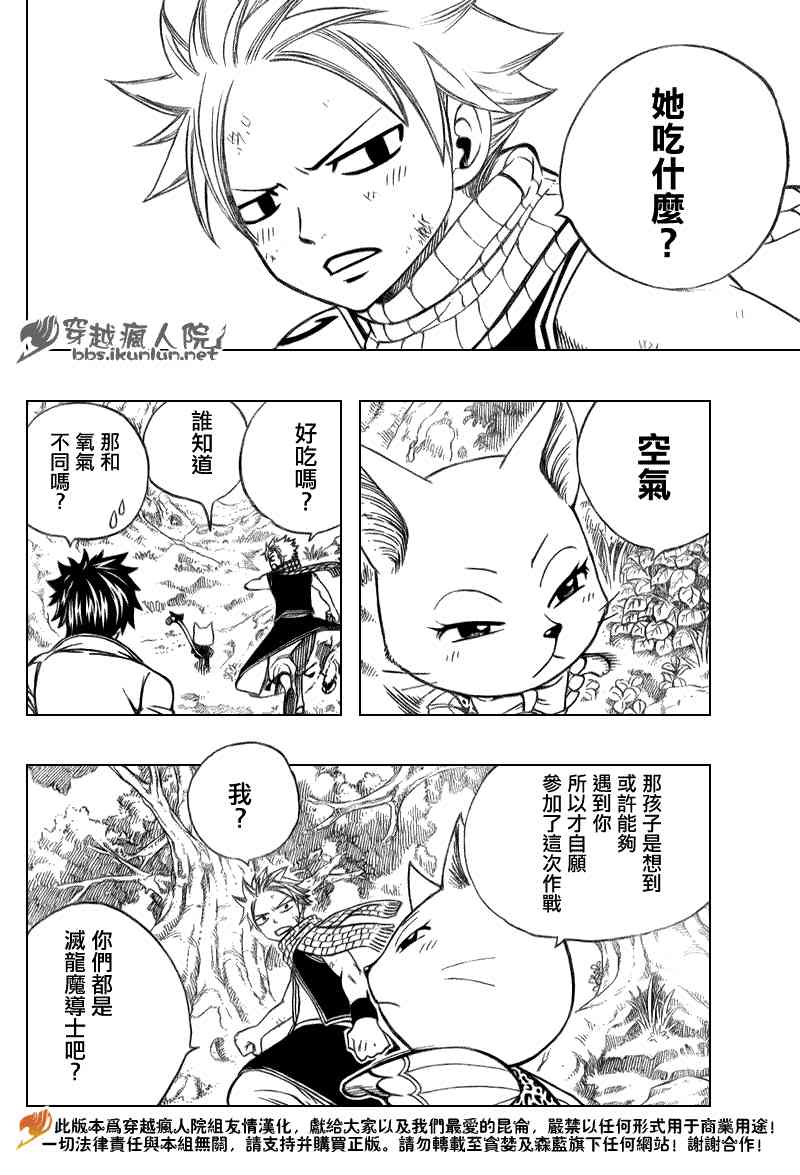 她吃什麼？
穿越瘋人院
bbs.ikunlun.net
空氣
好吃嗎？
誰知道
那和
氧氣
不同嗎？
那孩子是想到
或許能夠
遇到你
所以才自願
參加了這次作戰
我？
你們都是
滅龍魔導士吧？
此版本爲穿越瘋人院組友情漢化，獻給大家以及我們最愛的昆侖，嚴禁以任何形式用于商業用途！
一切法律責任與本組無關，請支持并購買正版。請勿轉載至貪婪及森藍旗下任何網站！謝謝合作！